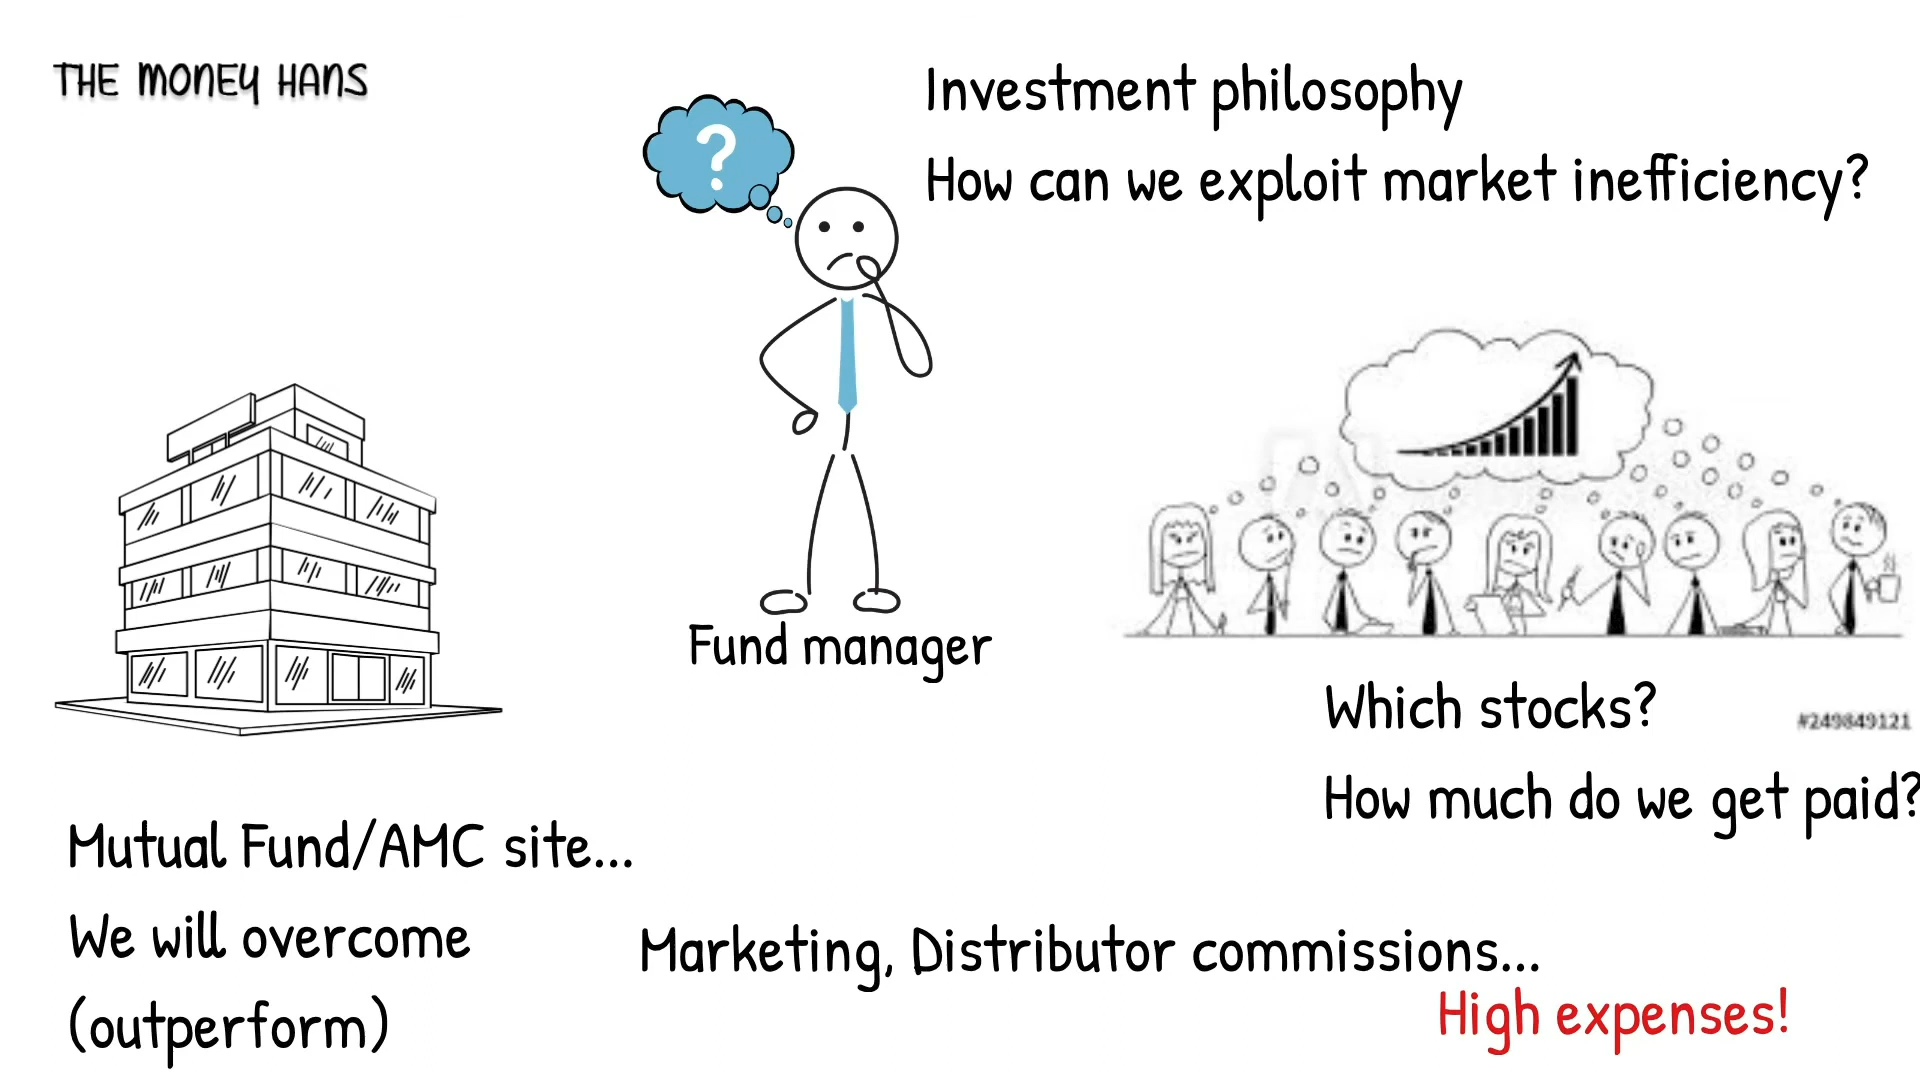 THE MONEY HANS
Investment philosophy
How can we exploit market inefficiency?
?
Fund manager
Which stocks?
#249849121
How much do we get paid?
Mutual Fund/AMC site...
We will overcome
(outperform)
Marketing, Distributor commissions...
High expenses!